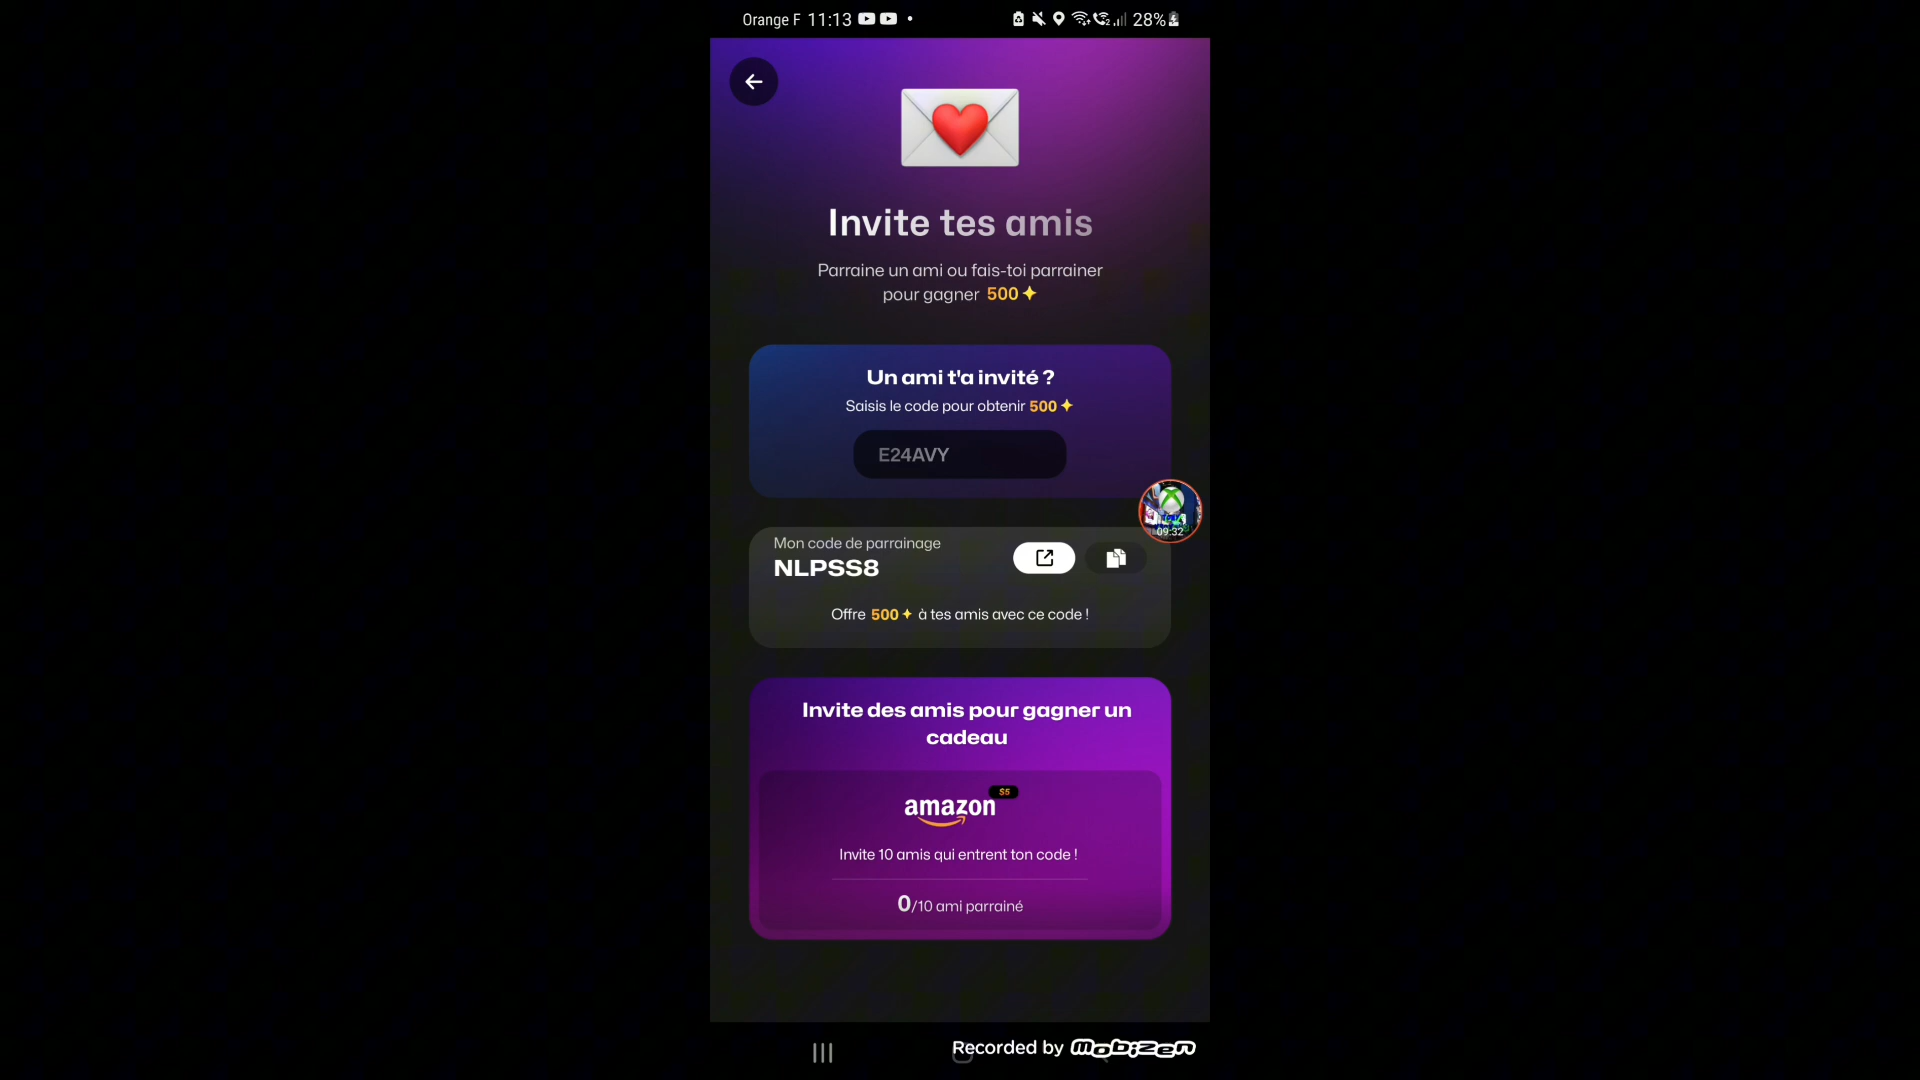 Orange F 11:13
28%
Invite tes amis
Parraine un ami ou fais-toi parrainer
pour gagner 500
Un ami t'a invité ?
Saisis le code pour obtenir 500
E24AVY
09:32
Mon code de parrainage
NLPSS8
Offre 500 à tes amis avec ce code !
Invite des amis pour gagner un
cadeau
amazon
Invite 10 amis qui entrent ton code !
0/10 ami parrainé
Recorded by Mobizen